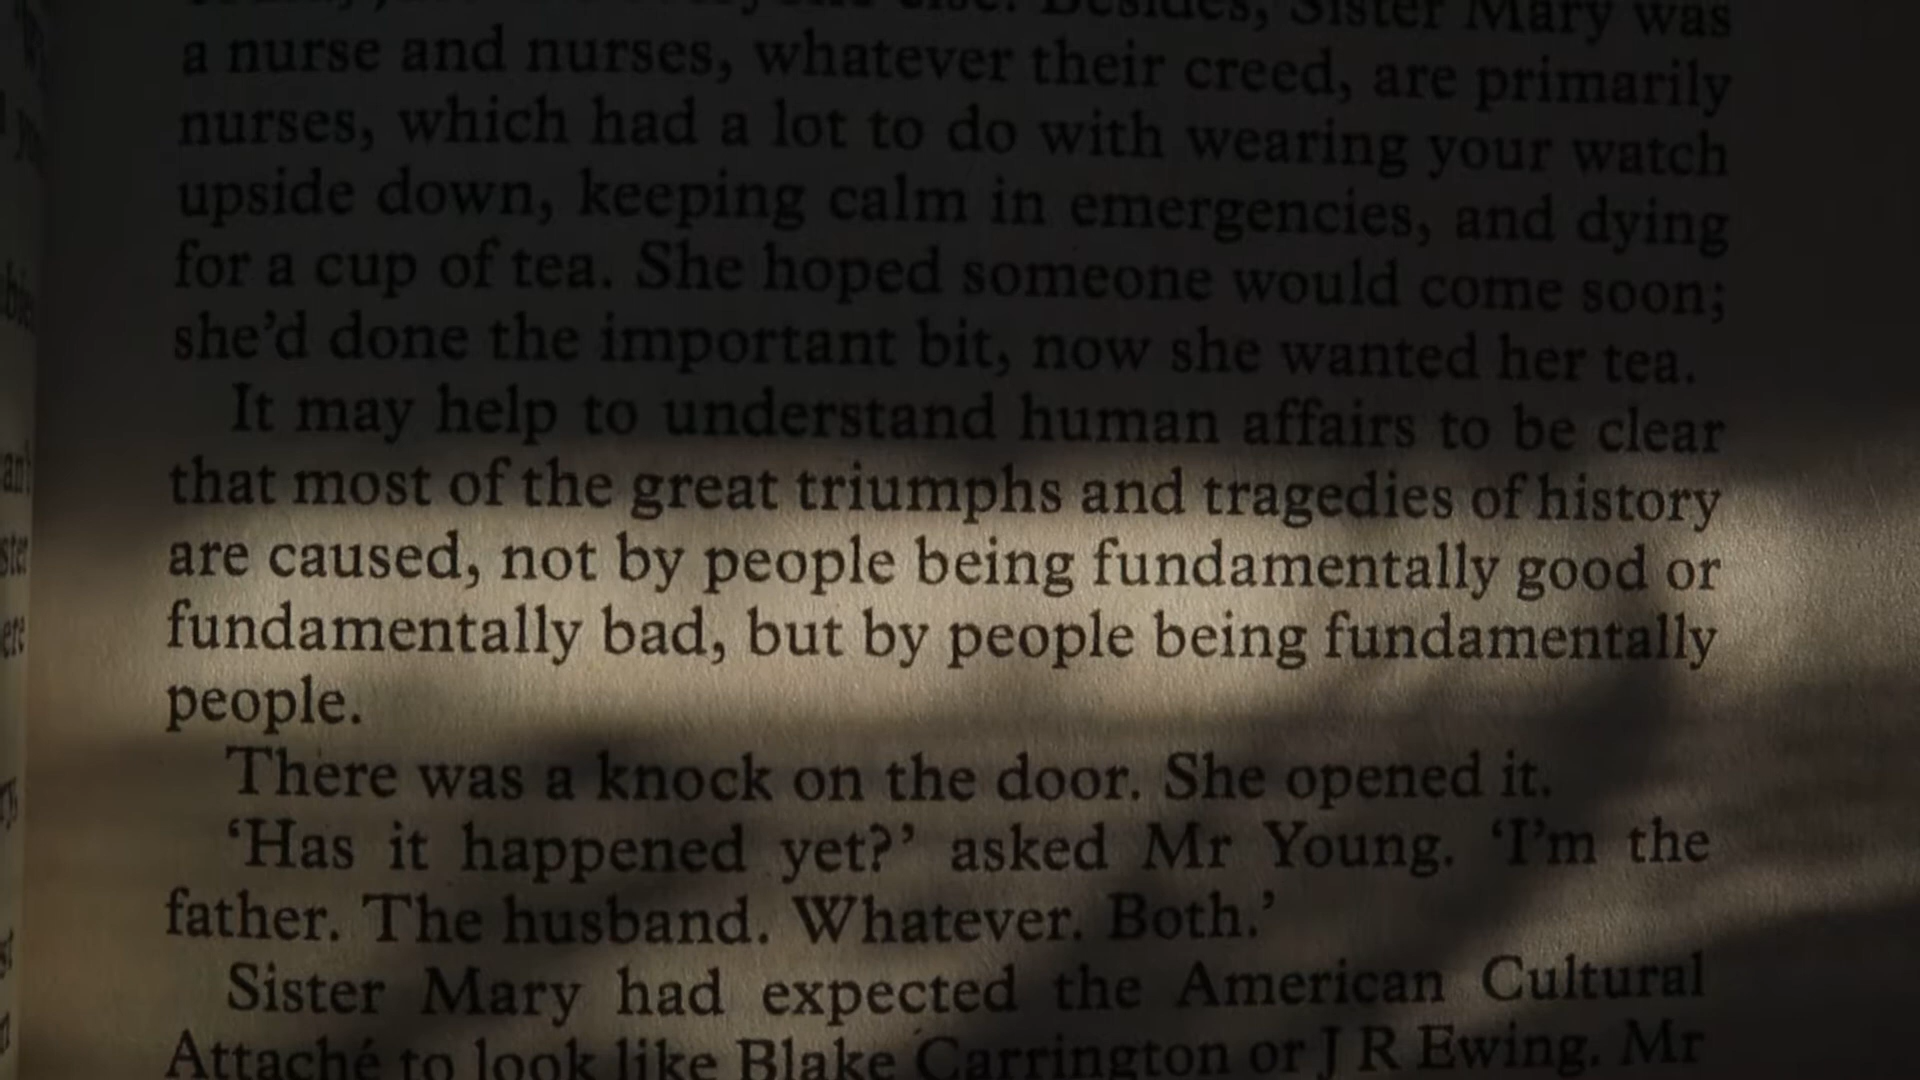 else. Besides, Sister Mary was
a nurse and nurses, whatever their creed, are primarily
nurses, which had a lot to do with wearing your watch
upside down, keeping calm in emergencies, and dying
for a cup of tea. She hoped someone would come soon;
she’d done the important bit, now she wanted her tea.
It may help to understand human affairs to be clear
that most of the great triumphs and tragedies of history
are caused, not by people being fundamentally good or
fundamentally bad, but by people being fundamentally
people.
There was a knock on the door. She opened it.
‘Has it happened yet?’ asked Mr Young. ‘I’m the
father. The husband. Whatever. Both.’
Sister Mary had expected the American Cultural
Attaché to look like Blake Carrington or J R Ewing. Mr